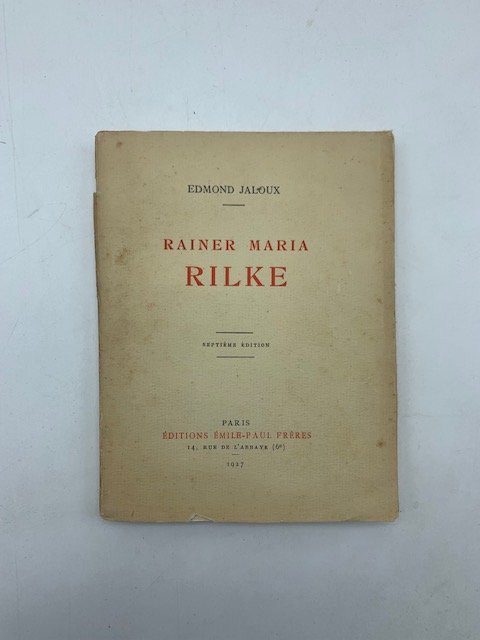 EDMOND JALOUX
RAINER MARIA
RILKE
SEPTIÈME ÉDITION
PARIS
ÉDITIONS ÉMILE-PAUL FRÈRES
14, RUE DE L'ABBAYE (6e)
1927